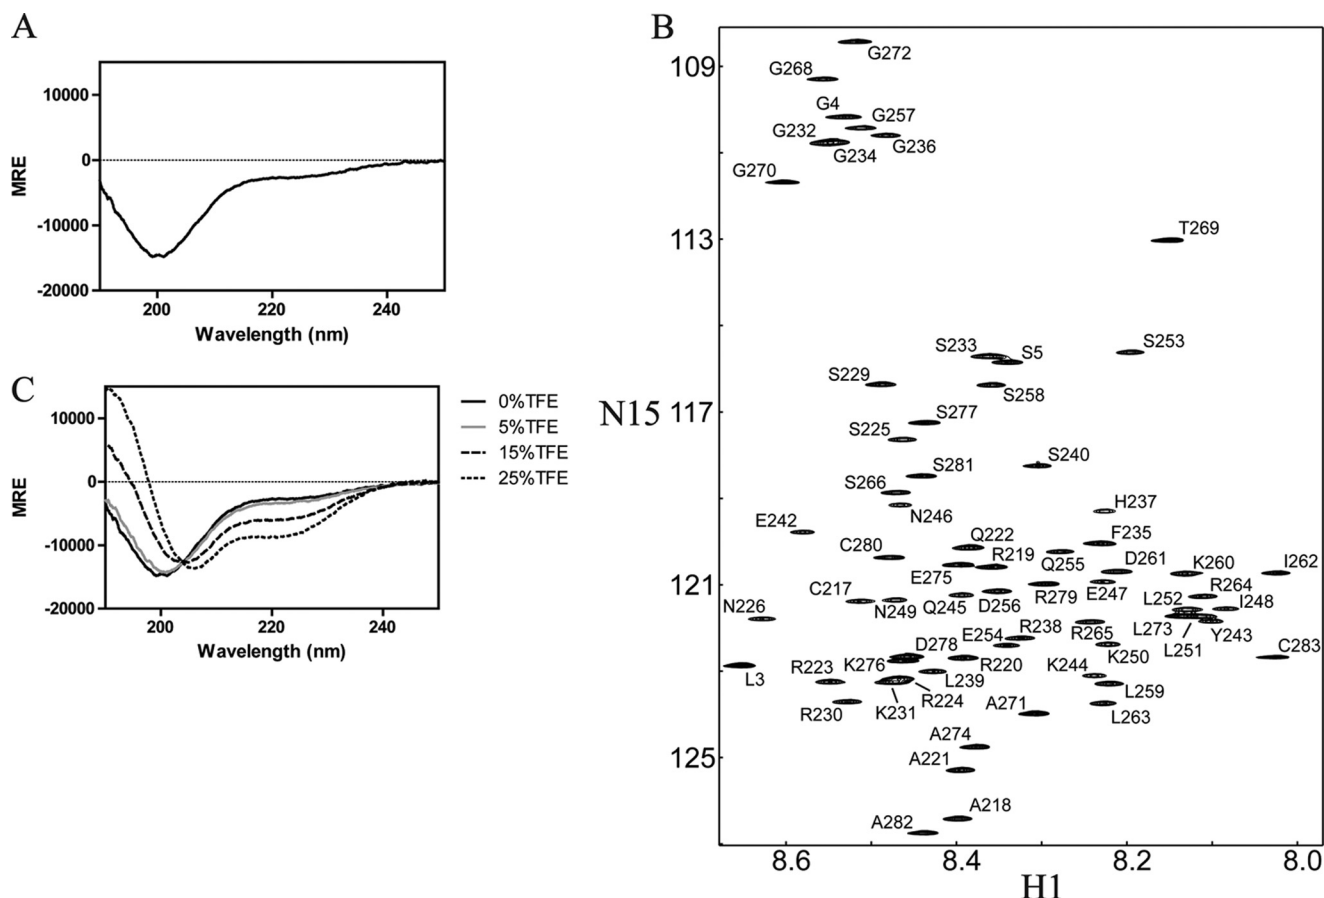 A
10000
0
-10000
-20000
MRE
200
220
240
Wavelength (nm)
C
10000
0
-10000
-20000
MRE
200
220
240
Wavelength (nm)
0%TFE
5%TFE
15%TFE
25%TFE
B
109
113
117
121
125
N15
8.6
8.4
8.2
8.0
H1
G272
G268
G4
G257
G232
G234
G236
G270
T269
S233
S5
S253
S229
S258
S277
S225
S240
S281
S266
H237
N246
E242
F235
Q222
C280
R219
Q255
D261
K260
I262
E275
E247
R264
C217
N249
Q245
D256
R279
L252
I248
N226
R238
R265
L273
Y243
E254
L251
D278
K250
C283
L3
R223
K276
L239
R220
K244
L259
R230
K231
R224
A271
L263
A274
A221
A218
A282